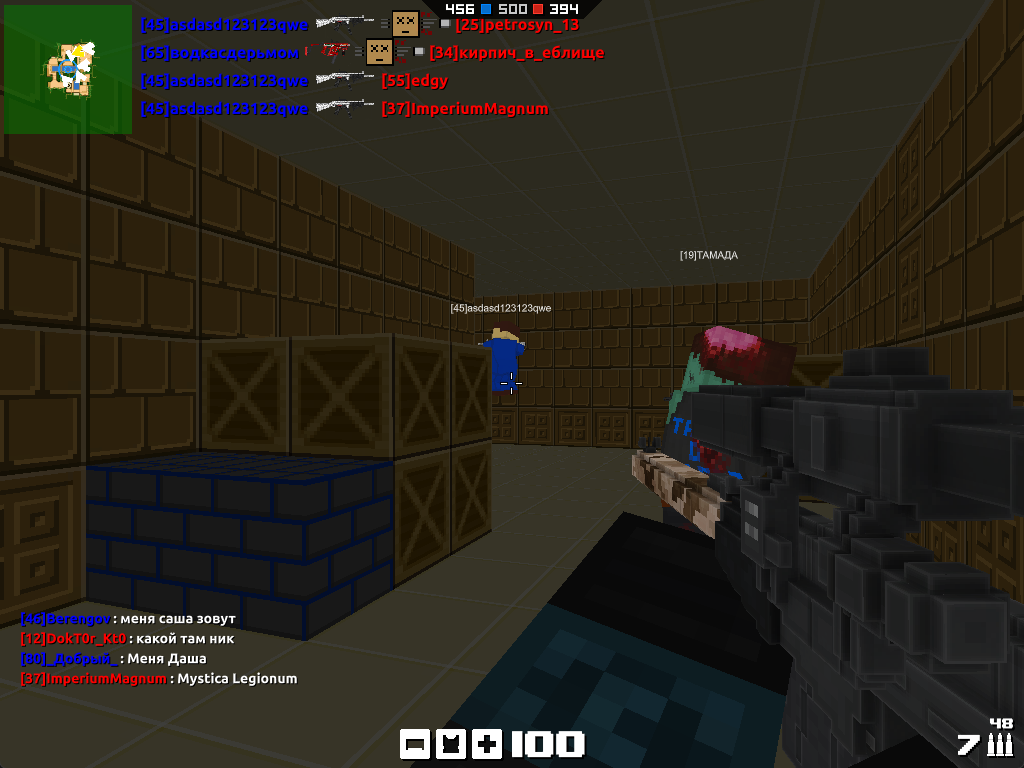 456 500 394
[45]asdasd123123qwe [25]petrosyn_13
[65]водкасдерьмом [34]кирпич_в_еблище
[45]asdasd123123qwe [55]edgy
[45]asdasd123123qwe [37]ImperiumMagnum
[19]ТАМАДА
[45]asdasd123123qwe
[46]Berengov : меня саша зовут
[12]DokT0r_Kt0 : какой там ник
[80]_Добрый_ : Меня Даша
[37]ImperiumMagnum : Mystica Legionum
100
48
7